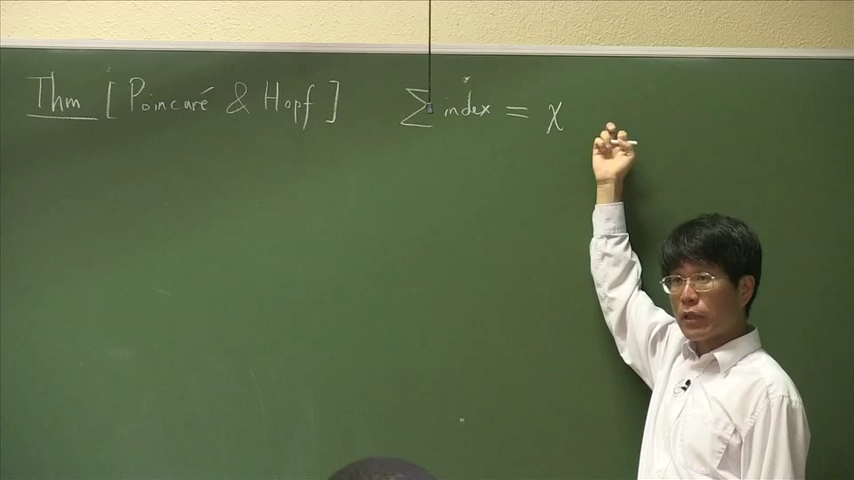 Thm [ Poincaré & Hopf ] ∑ index = χ